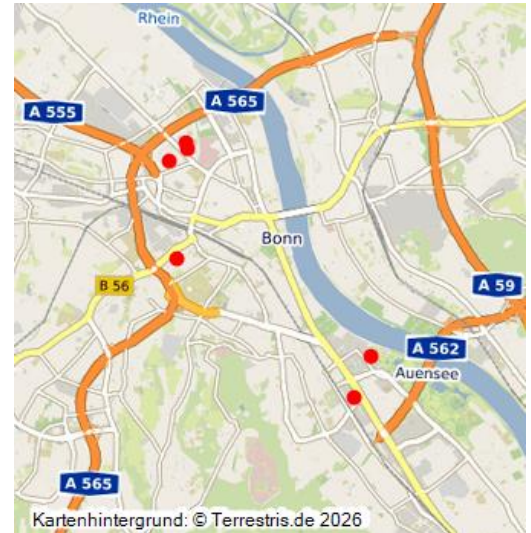 Rhein
A 565
A 555
Bonn
B 56
A 59
A 562
Auensee
A 565
Kartenhintergrund: © Terrestris.de 2026